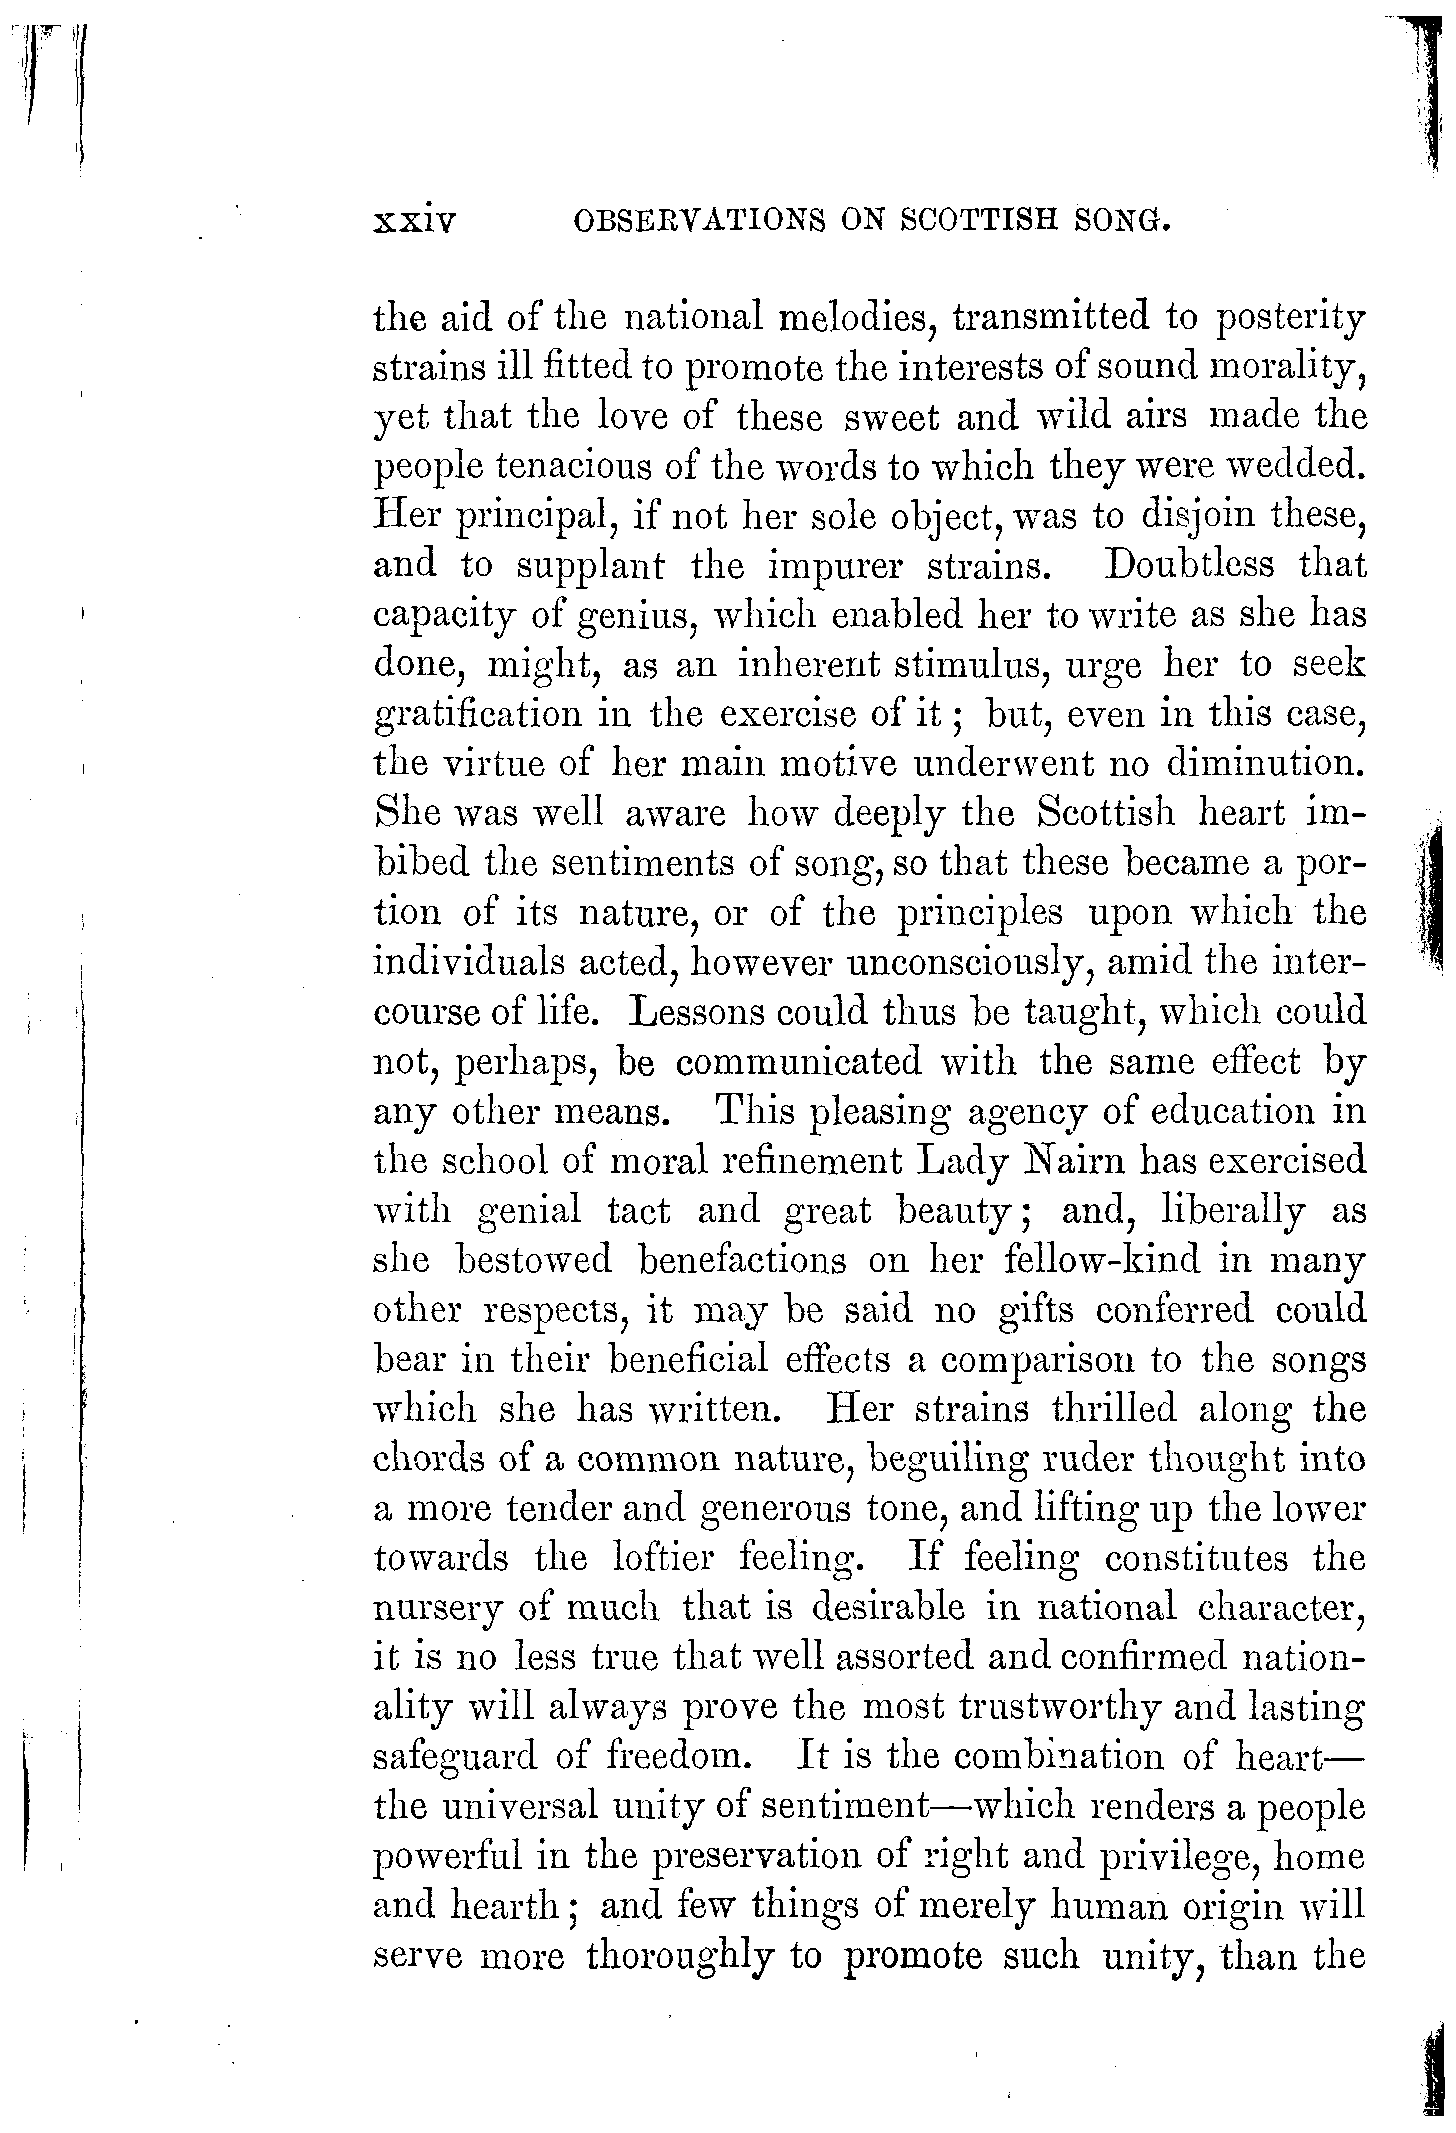 xxiv OBSERVATIONS ON SCOTTISH SONG.
the aid of the national melodies, transmitted to posterity
strains ill fitted to promote the interests of sound morality,
yet that the love of these sweet and wild airs made the
people tenacious of the words to which they were wedded.
Her principal, if not her sole object, was to disjoin these,
and to supplant the impurer strains. Doubtless that
capacity of genius, which enabled her to write as she has
done, might, as an inherent stimulus, urge her to seek
gratification in the exercise of it ; but, even in this case,
the virtue of her main motive underwent no diminution.
She was well aware how deeply the Scottish heart im-
bibed the sentiments of song, so that these became a por-
tion of its nature, or of the principles upon which the
individuals acted, however unconsciously, amid the inter-
course of life. Lessons could thus be taught, which could
not, perhaps, be communicated with the same effect by
any other means. This pleasing agency of education in
the school of moral refinement Lady Nairn has exercised
with genial tact and great beauty ; and, liberally as
she bestowed benefactions on her fellow-kind in many
other respects, it may be said no gifts conferred could
bear in their beneficial effects a comparison to the songs
which she has written. Her strains thrilled along the
chords of a common nature, beguiling ruder thought into
a more tender and generous tone, and lifting up the lower
towards the loftier feeling. If feeling constitutes the
nursery of much that is desirable in national character,
it is no less true that well assorted and confirmed nation-
ality will always prove the most trustworthy and lasting
safeguard of freedom. It is the combination of heart—
the universal unity of sentiment—which renders a people
powerful in the preservation of right and privilege, home
and hearth ; and few things of merely human origin will
serve more thoroughly to promote such unity, than the